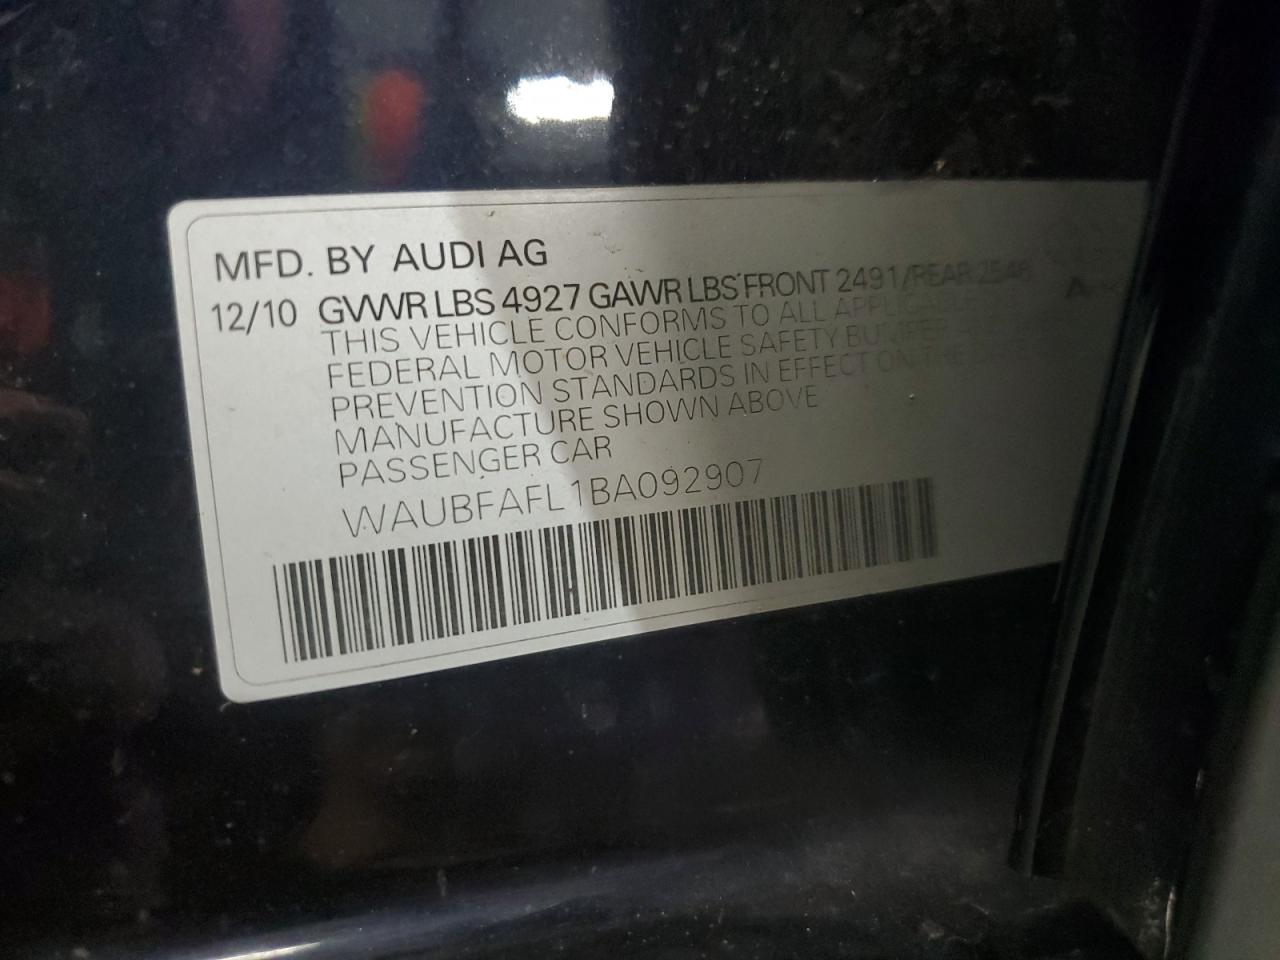 MFD. BY AUDI AG
12/10 GVWR LBS 4927 GAWR LBS FRONT 2491/REAR 2546
THIS VEHICLE CONFORMS TO ALL APPLICABLE
FEDERAL MOTOR VEHICLE SAFETY BUMPER
PREVENTION STANDARDS IN EFFECT ON THE
MANUFACTURE SHOWN ABOVE
PASSENGER CAR
WAUBFAFL1BA092907